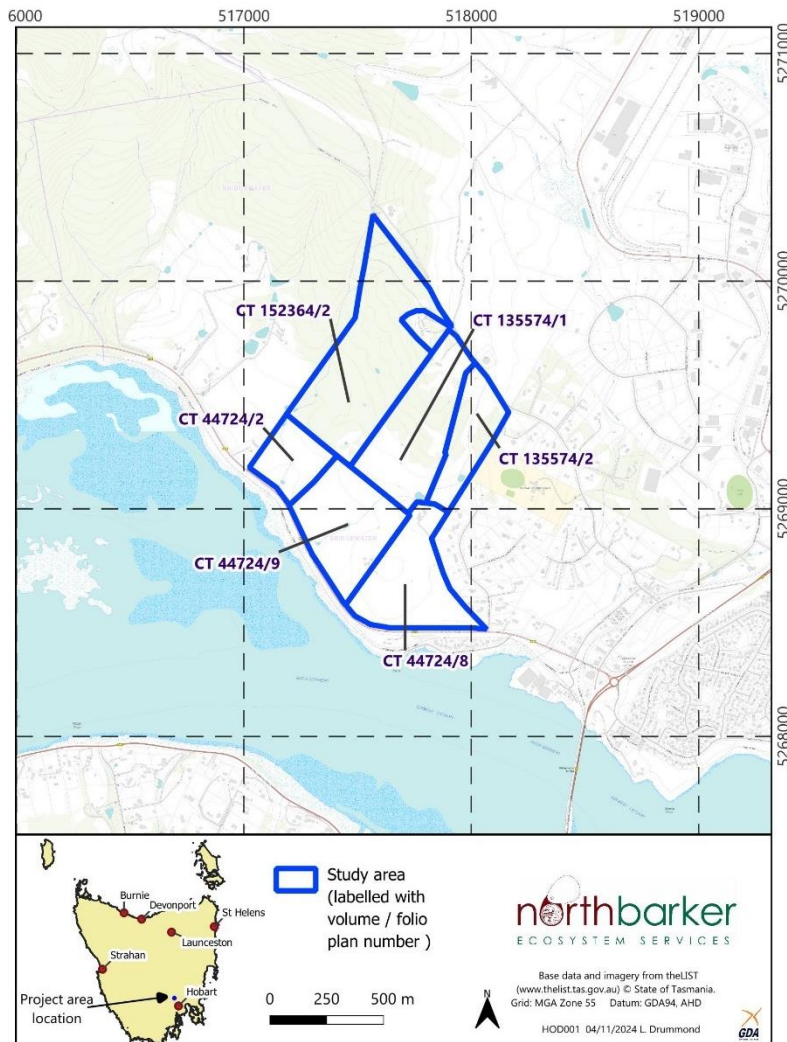 6000
517000
518000
519000
5271000
BRIDGEWATER
5270000
CT 152364/2
CT 135574/1
CT 44724/2
CT 135574/2
5269000
BRIDGEWATER
CT 44724/9
CT 44724/8
5268000
Burnie
Devonport
St Helens
Launceston
Strahan
Hobart
Project area
location
Study area
(labelled with
volume / folio
plan number )
0 250 500 m
N
northbarker
ECOSYSTEM SERVICES
Base data and imagery from theLIST
(www.thelist.tas.gov.au) © State of Tasmania.
Grid: MGA Zone 55 Datum: GDA94, AHD
HOD001 04/11/2024 L. Drummond
GDA